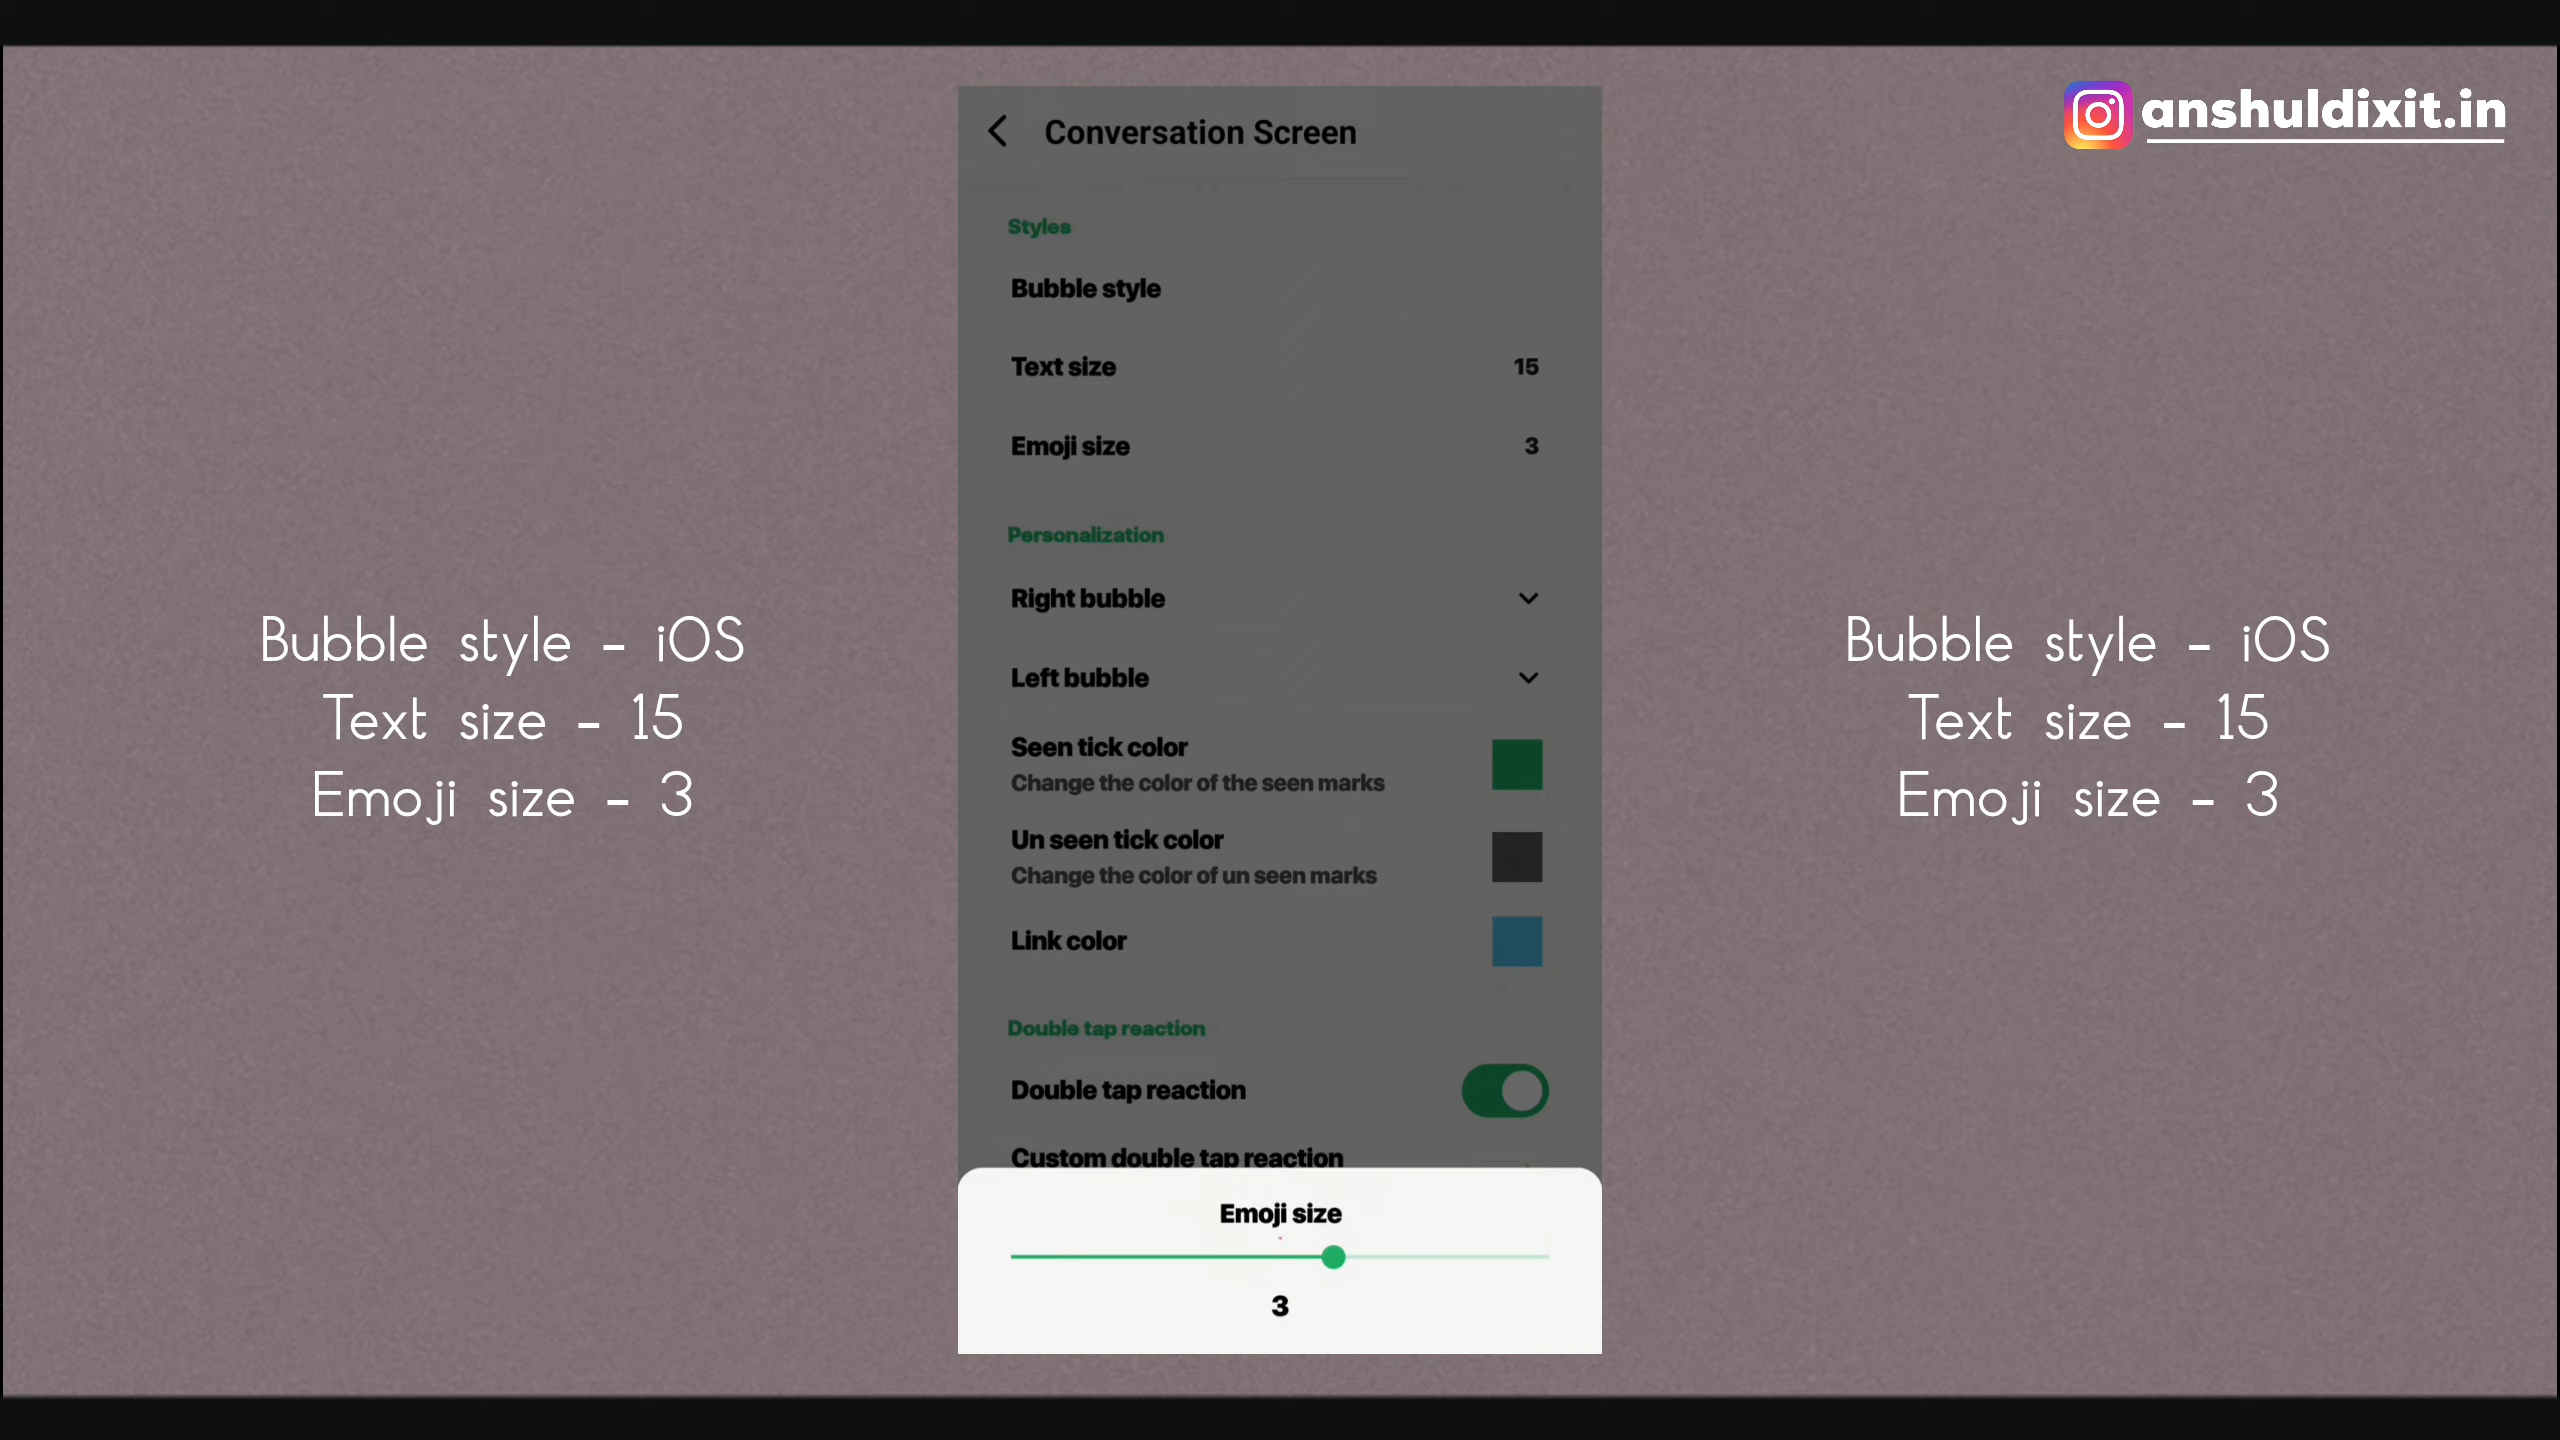 anshuldixit.in
Conversation Screen
Styles
Bubble style
Text size 15
Emoji size 3
Personalization
Right bubble
Left bubble
Seen tick color
Change the color of the seen marks
Un seen tick color
Change the color of un seen marks
Link color
Double tap reaction
Double tap reaction
Custom double tap reaction
Emoji size
3
Bubble style - iOS
Text size - 15
Emoji size - 3
Bubble style - iOS
Text size - 15
Emoji size - 3